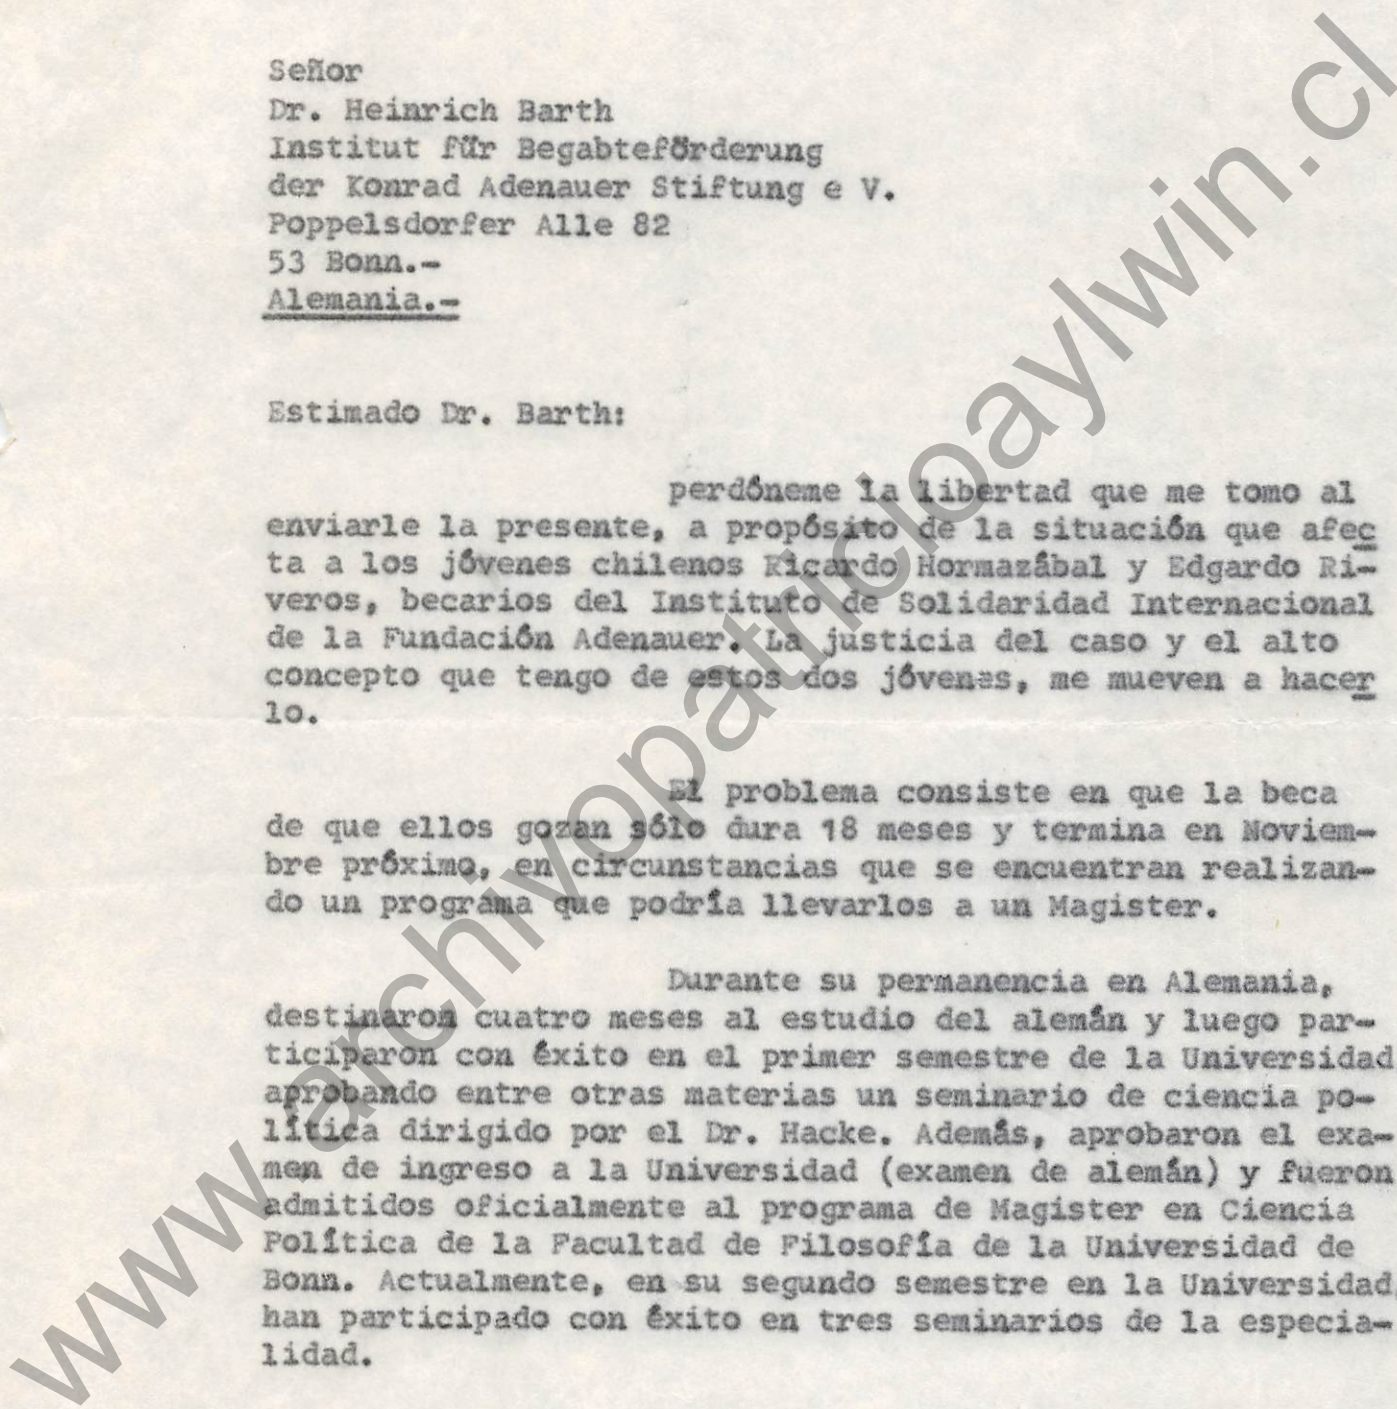 Señor
Dr. Heinrich Barth
Institut für Begabteförderung
der Konrad Adenauer Stiftung e V.
Poppelsdorfer Alle 82
53 Bonn.-
Alemania.-
Estimado Dr. Barth:
perdóneme la libertad que me tomo al
enviarle la presente, a propósito de la situación que afec
ta a los jóvenes chilenos Ricardo Hormazábal y Edgardo Ri-
veros, becarios del Instituto de Solidaridad Internacional
de la Fundación Adenauer. La justicia del caso y el alto
concepto que tengo de estos dos jóvenes, me mueven a hacer
lo.
El problema consiste en que la beca
de que ellos gozan sólo dura 18 meses y termina en Noviem-
bre próximo, en circunstancias que se encuentran realizan-
do un programa que podría llevarlos a un Magister.
Durante su permanencia en Alemania,
destinaron cuatro meses al estudio del alemán y luego par-
ticiparon con éxito en el primer semestre de la Universidad
aprobando entre otras materias un seminario de ciencia po-
lítica dirigido por el Dr. Hacke. Además, aprobaron el exa-
men de ingreso a la Universidad (examen de alemán) y fueron
admitidos oficialmente al programa de Magister en Ciencia
Política de la Facultad de Filosofía de la Universidad de
Bonn. Actualmente, en su segundo semestre en la Universidad,
han participado con éxito en tres seminarios de la especia-
lidad.
www.archivopatricioaylwin.cl